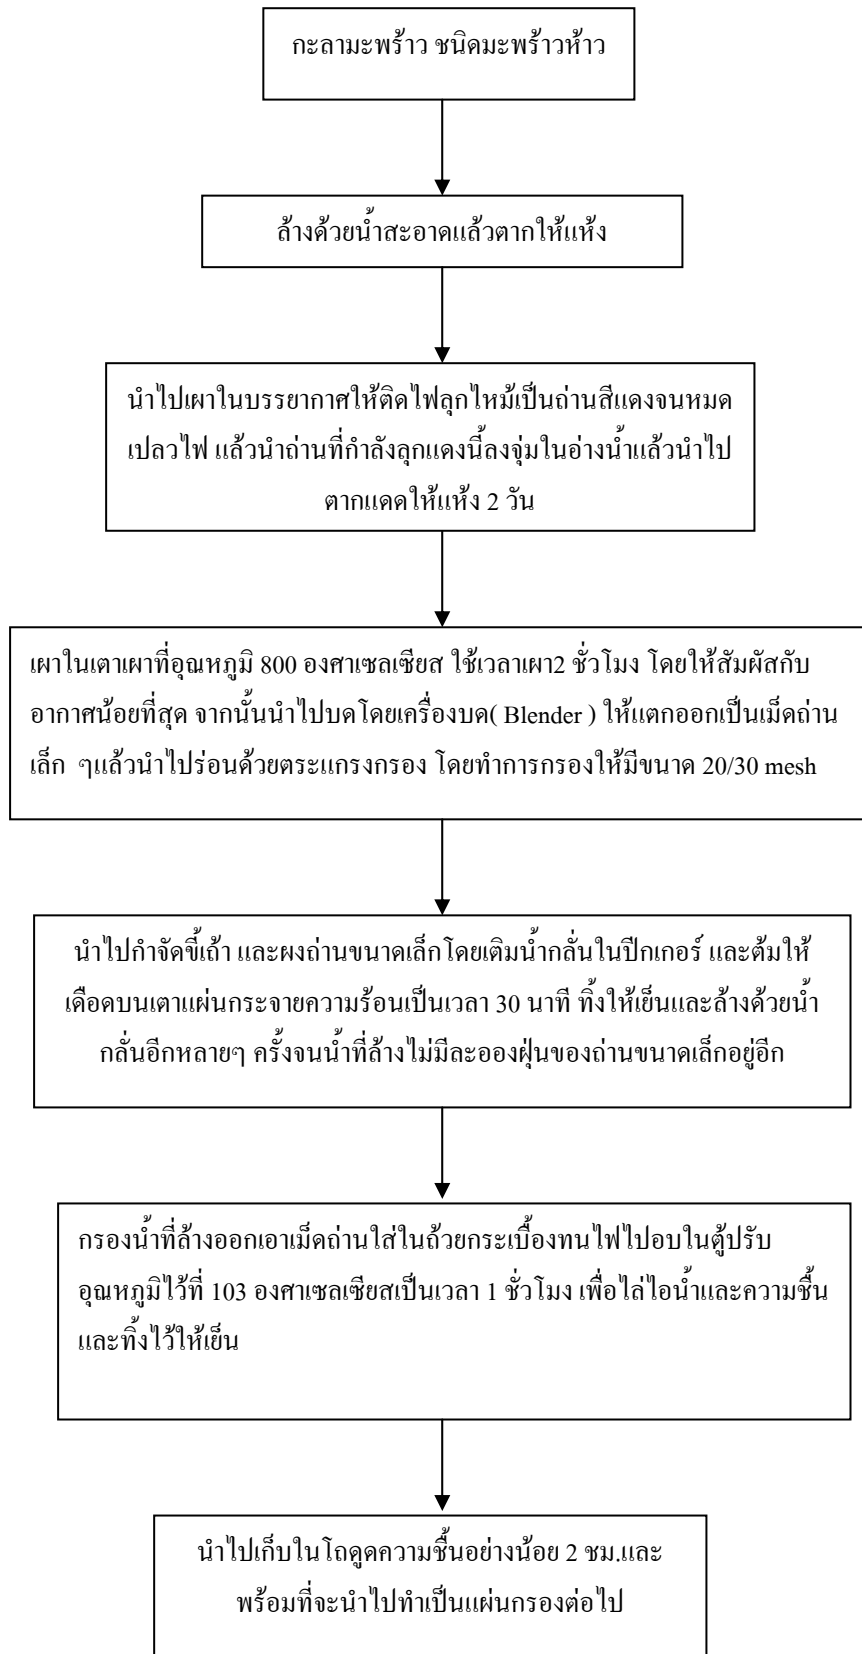 กะลามะพร้าว ชนิดมะพร้าวห้าว
ล้างด้วยน้ำสะอาดแล้วตากให้แห้ง
นำไปเผาในบรรยากาศให้ติดไฟลุกไหม้เป็นถ่านสีแดงจนหมด
เปลวไฟ แล้วนำถ่านที่กำลังลุกแดงนี้ลงจุ่มในอ่างน้ำแล้วนำไป
ตากแดดให้แห้ง 2 วัน
เผาในเตาเผาที่อุณหภูมิ 800 องศาเซลเซียส ใช้เวลาเผา2 ชั่วโมง โดยให้สัมผัสกับ
อากาศน้อยที่สุด จากนั้นนำไปบดโดยเครื่องบด( Blender ) ให้แตกออกเป็นเม็ดถ่าน
เล็ก ๆแล้วนำไปร่อนด้วยตระแกรงกรอง โดยทำการกรองให้มีขนาด 20/30 mesh
นำไปกำจัดขี้เถ้า และผงถ่านขนาดเล็กโดยเติมน้ำกลั่นในปีกเกอร์ และต้มให้
เดือดบนเตาแผ่นกระจายความร้อนเป็นเวลา 30 นาที ทิ้งให้เย็นและล้างด้วยน้ำ
กลั่นอีกหลายๆ ครั้งจนน้ำที่ล้างไม่มีละอองฝุ่นของถ่านขนาดเล็กอยู่อีก
กรองน้ำที่ล้างออกเอาเม็ดถ่านใส่ในถ้วยกระเบื้องทนไฟไปอบในตู้ปรับ
อุณหภูมิไว้ที่ 103 องศาเซลเซียสเป็นเวลา 1 ชั่วโมง เพื่อไล่ไอน้ำและความชื้น
และทิ้งไว้ให้เย็น
นำไปเก็บในโถดูดความชื้นอย่างน้อย 2 ชม.และ
พร้อมที่จะนำไปทำเป็นแผ่นกรองต่อไป